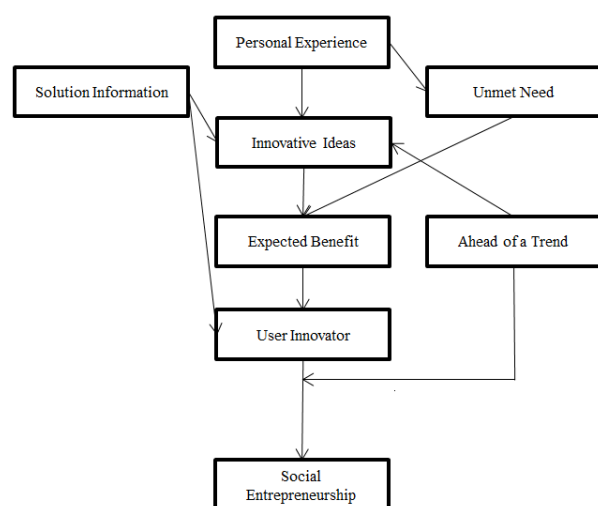 Personal Experience
Solution Information
Unmet Need
Innovative Ideas
Expected Benefit
Ahead of a Trend
User Innovator
Social
Entrepreneurship